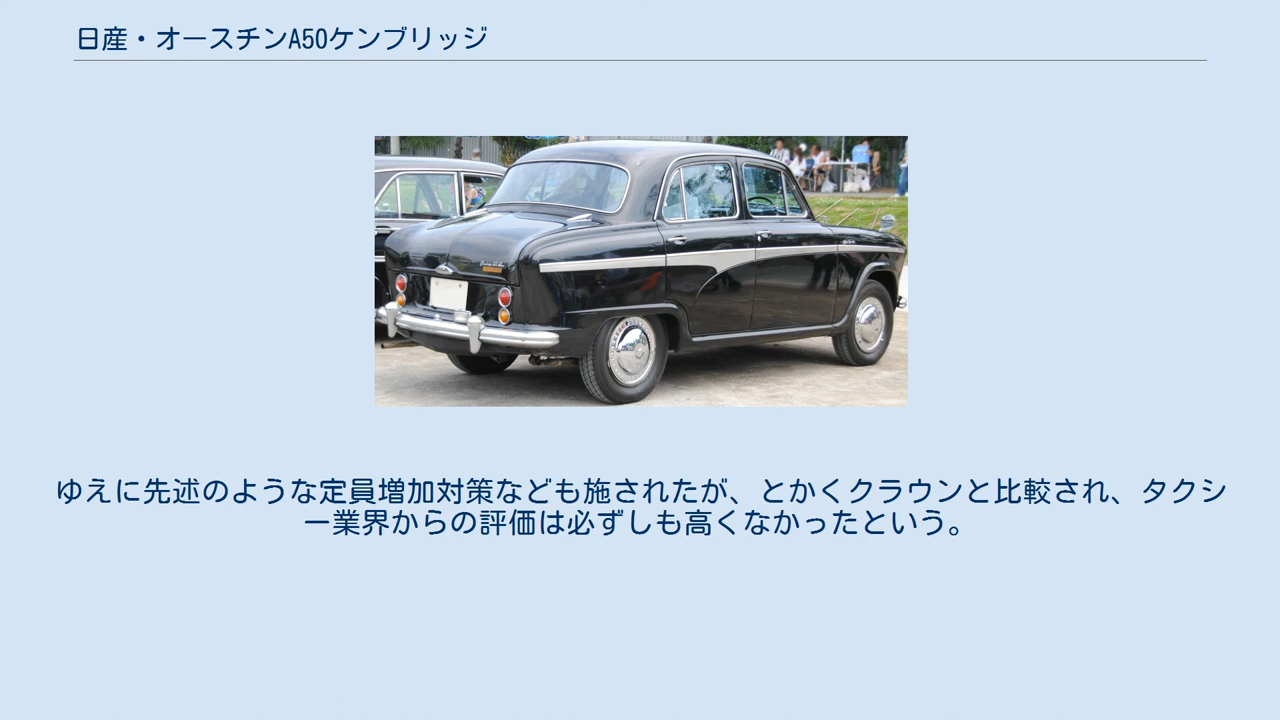 日産・オースチンA50ケンブリッジ
ゆえに先述のような定員増加対策なども施されたが、とかくクラウンと比較され、タクシ
ー業界からの評価は必ずしも高くなかったという。